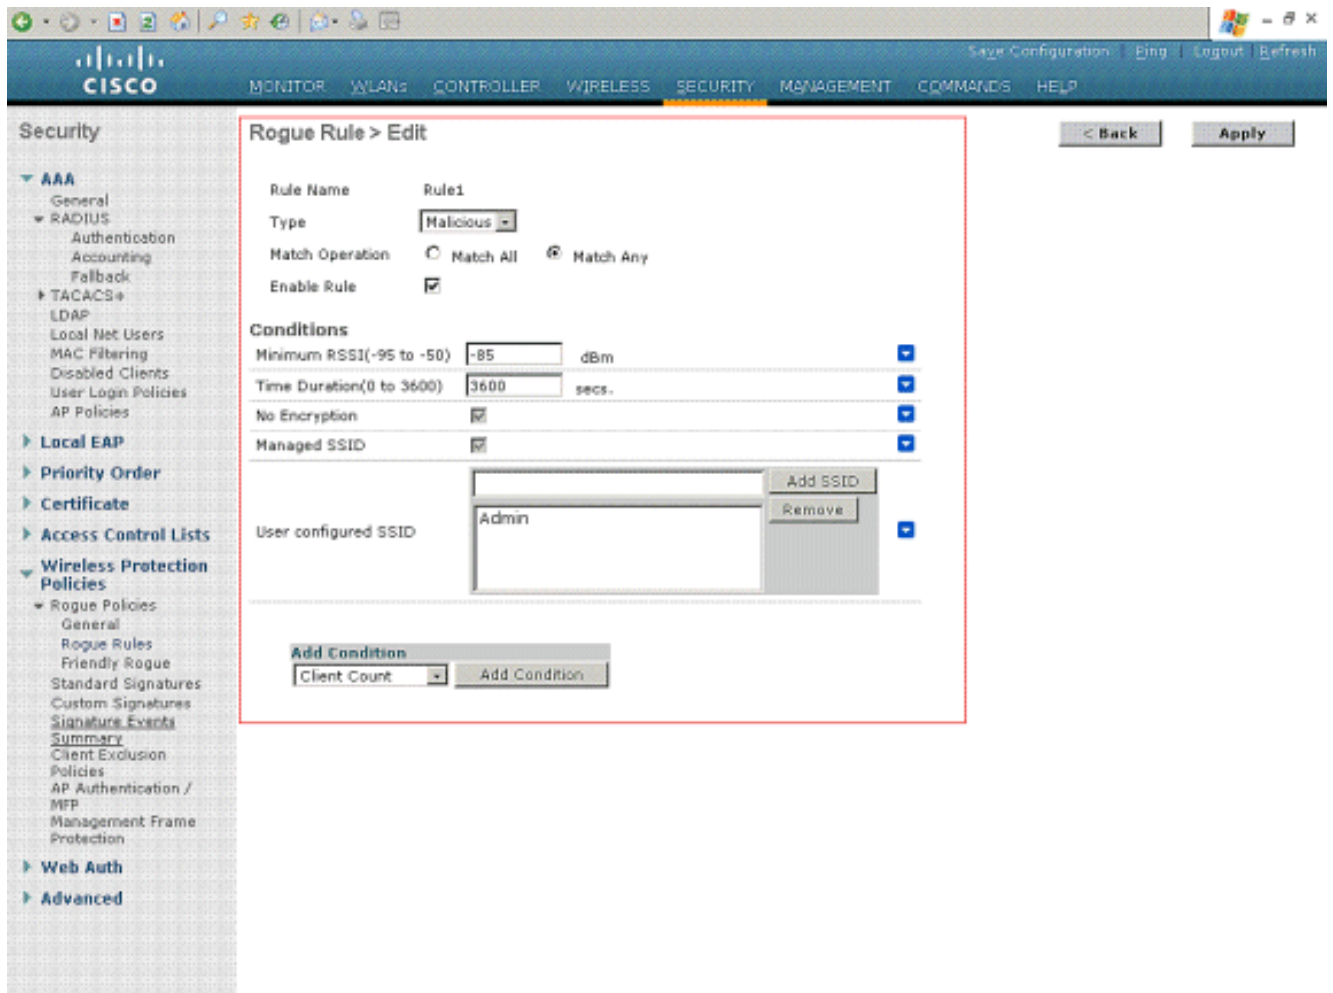 Save Configuration | Ping | Logout | Refresh
CISCO
MONITOR WLANs CONTROLLER WIRELESS SECURITY MANAGEMENT COMMANDS HELP
Security
AAA
General
RADIUS
Authentication
Accounting
Fallback
TACACS+
LDAP
Local Net Users
MAC Filtering
Disabled Clients
User Login Policies
AP Policies
Local EAP
Priority Order
Certificate
Access Control Lists
Wireless Protection
Policies
Rogue Policies
General
Rogue Rules
Friendly Rogue
Standard Signatures
Custom Signatures
Signature Events
Summary
Client Exclusion
Policies
AP Authentication /
MFP
Management Frame
Protection
Web Auth
Advanced
Rogue Rule > Edit
< Back
Apply
Rule Name Rule1
Type Malicious
Match Operation Match All Match Any
Enable Rule
Conditions
Minimum RSSI(-95 to -50) -85 dBm
Time Duration(0 to 3600) 3600 secs.
No Encryption
Managed SSID
Add SSID
Remove
User configured SSID
Admin
Add Condition
Client Count Add Condition